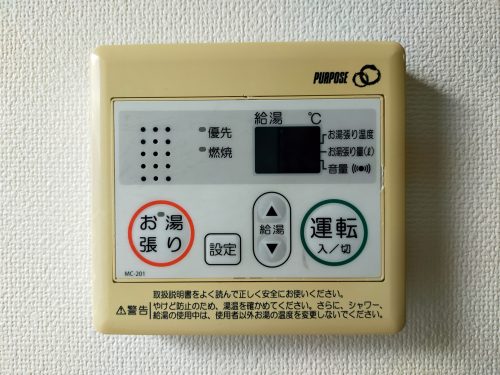 PURPOSE
給湯 ℃
優先
燃焼
お湯張り温度
お湯張り量(ℓ)
音量
お湯
張り
設定
給湯
運転
入/切
MC-201
取扱説明書をよく読んで正しく安全にお使いください。
⚠警告 やけど防止のため、湯温を確かめてください。さらに、シャワー、
給湯の使用中は、使用者以外お湯の温度を変更しないでください。